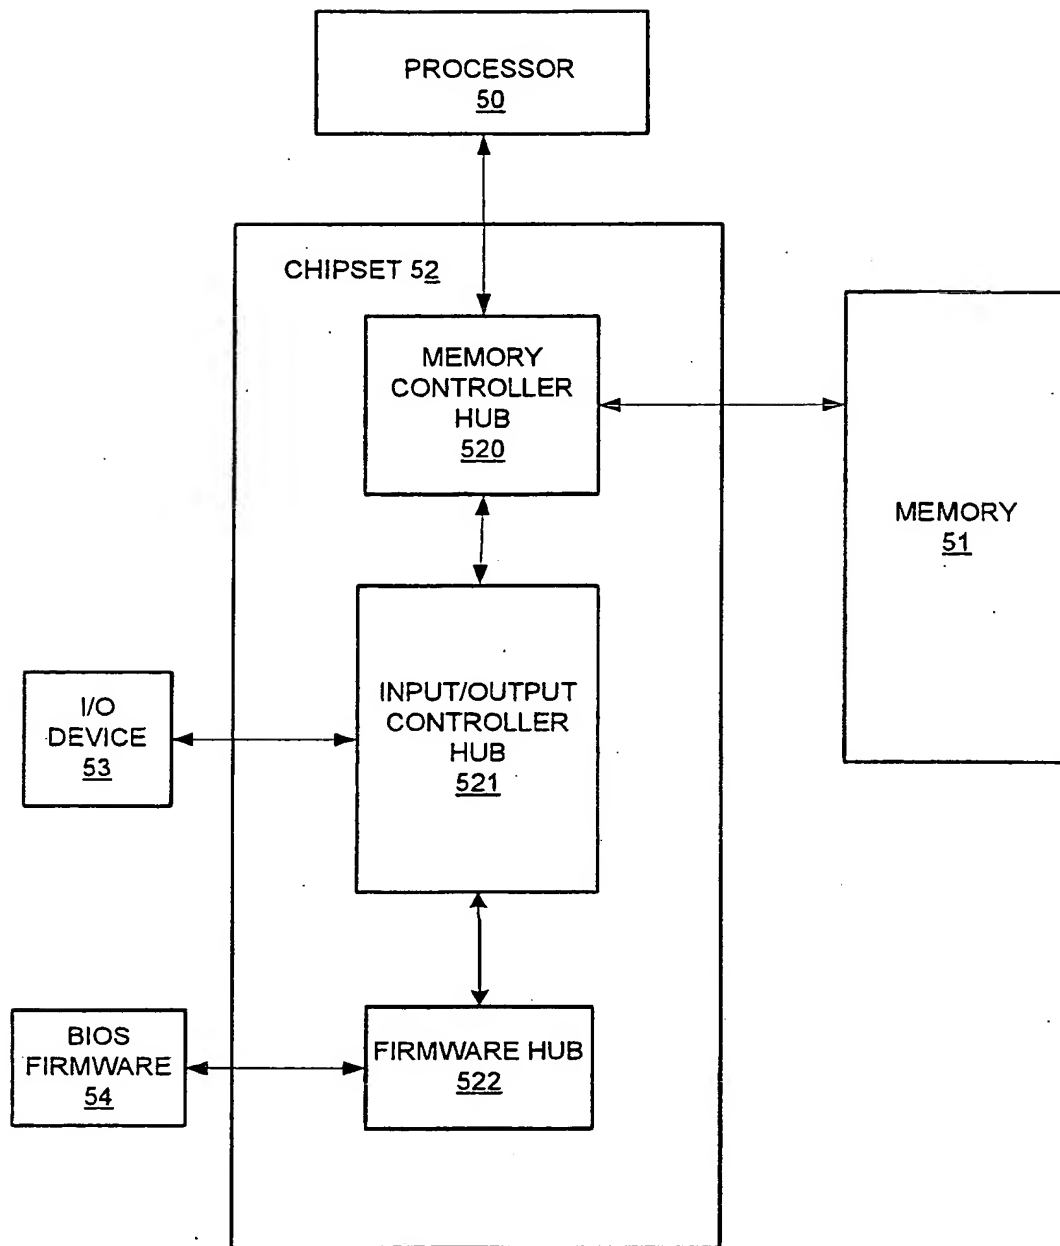 PROCESSOR
50
CHIPSET 52
MEMORY
CONTROLLER
HUB
520
MEMORY
51
INPUT/OUTPUT
CONTROLLER
HUB
521
I/O
DEVICE
53
BIOS
FIRMWARE
54
FIRMWARE HUB
522